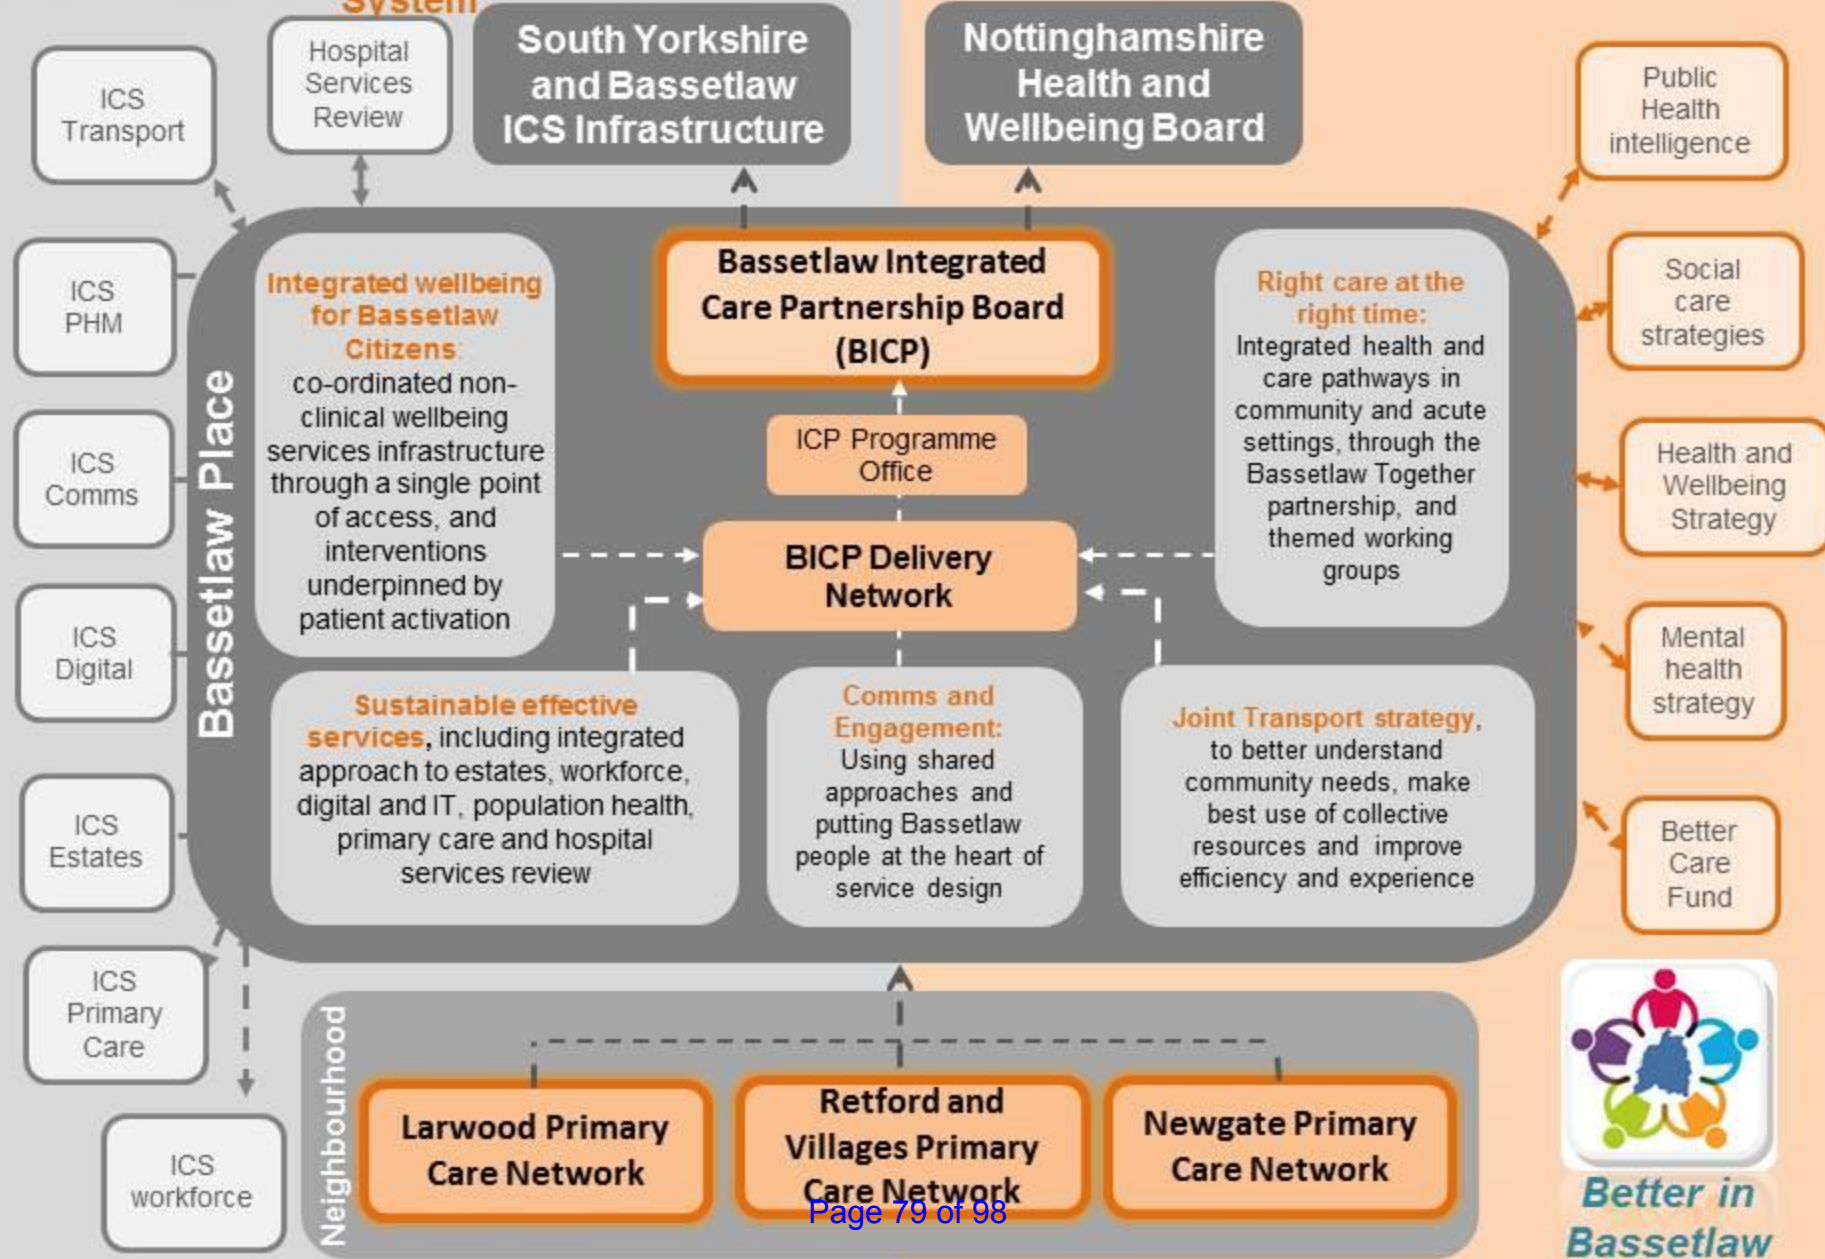 System
Hospital
Services
Review
South Yorkshire
and Bassetlaw
ICS Infrastructure
Nottinghamshire
Health and
Wellbeing Board
ICS
Transport
Public
Health
intelligence
ICS
PHM
ICS
Comms
ICS
Digital
ICS
Estates
ICS
Primary
Care
ICS
workforce
Bassetlaw Place
Integrated wellbeing
for Bassetlaw
Citizens:
co-ordinated non-
clinical wellbeing
services infrastructure
through a single point
of access, and
interventions
underpinned by
patient activation
Bassetlaw Integrated
Care Partnership Board
(BICP)
ICP Programme
Office
BICP Delivery
Network
Right care at the
right time:
Integrated health and
care pathways in
community and acute
settings, through the
Bassetlaw Together
partnership, and
themed working
groups
Sustainable effective
services, including integrated
approach to estates, workforce,
digital and IT, population health,
primary care and hospital
services review
Comms and
Engagement:
Using shared
approaches and
putting Bassetlaw
people at the heart of
service design
Joint Transport strategy,
to better understand
community needs, make
best use of collective
resources and improve
efficiency and experience
Social
care
strategies
Health and
Wellbeing
Strategy
Mental
health
strategy
Better
Care
Fund
Neighbourhood
Larwood Primary
Care Network
Retford and
Villages Primary
Care Network
Newgate Primary
Care Network
Page 79 of 98
Better in
Bassetlaw